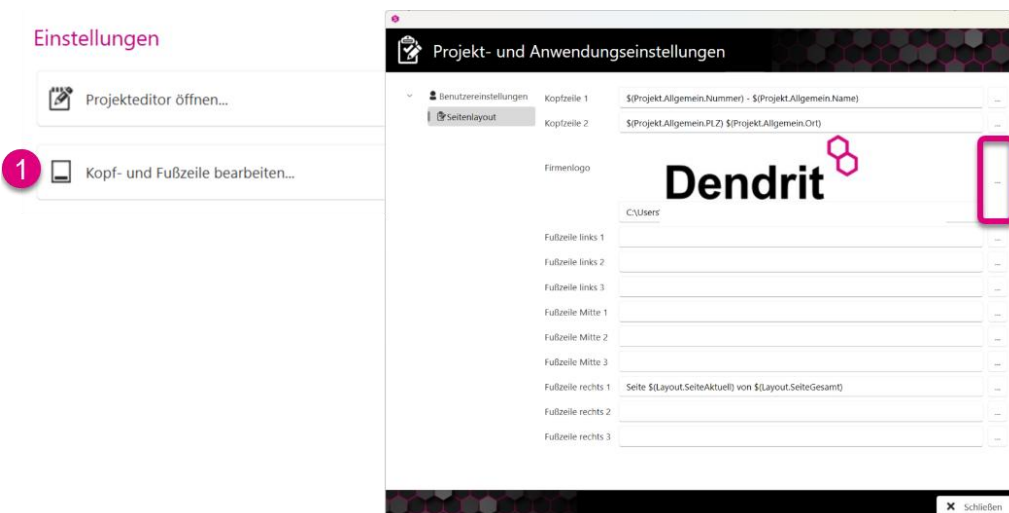 Einstellungen
Projekteditor öffnen...
1
Kopf- und Fußzeile bearbeiten...
Projekt- und Anwendungseinstellungen
Benutzereinstellungen
Seitenlayout
Kopfzeile 1
$(Projekt.Allgemein.Nummer) - $(Projekt.Allgemein.Name)
...
Kopfzeile 2
$(Projekt.Allgemein.PLZ) $(Projekt.Allgemein.Ort)
...
Firmenlogo
Dendrit
...
C:\Users'
Fußzeile links 1
...
Fußzeile links 2
...
Fußzeile links 3
...
Fußzeile Mitte 1
...
Fußzeile Mitte 2
...
Fußzeile Mitte 3
...
Fußzeile rechts 1
Seite $(Layout.SeiteAktuell) von $(Layout.SeiteGesamt)
...
Fußzeile rechts 2
...
Fußzeile rechts 3
...
Schließen